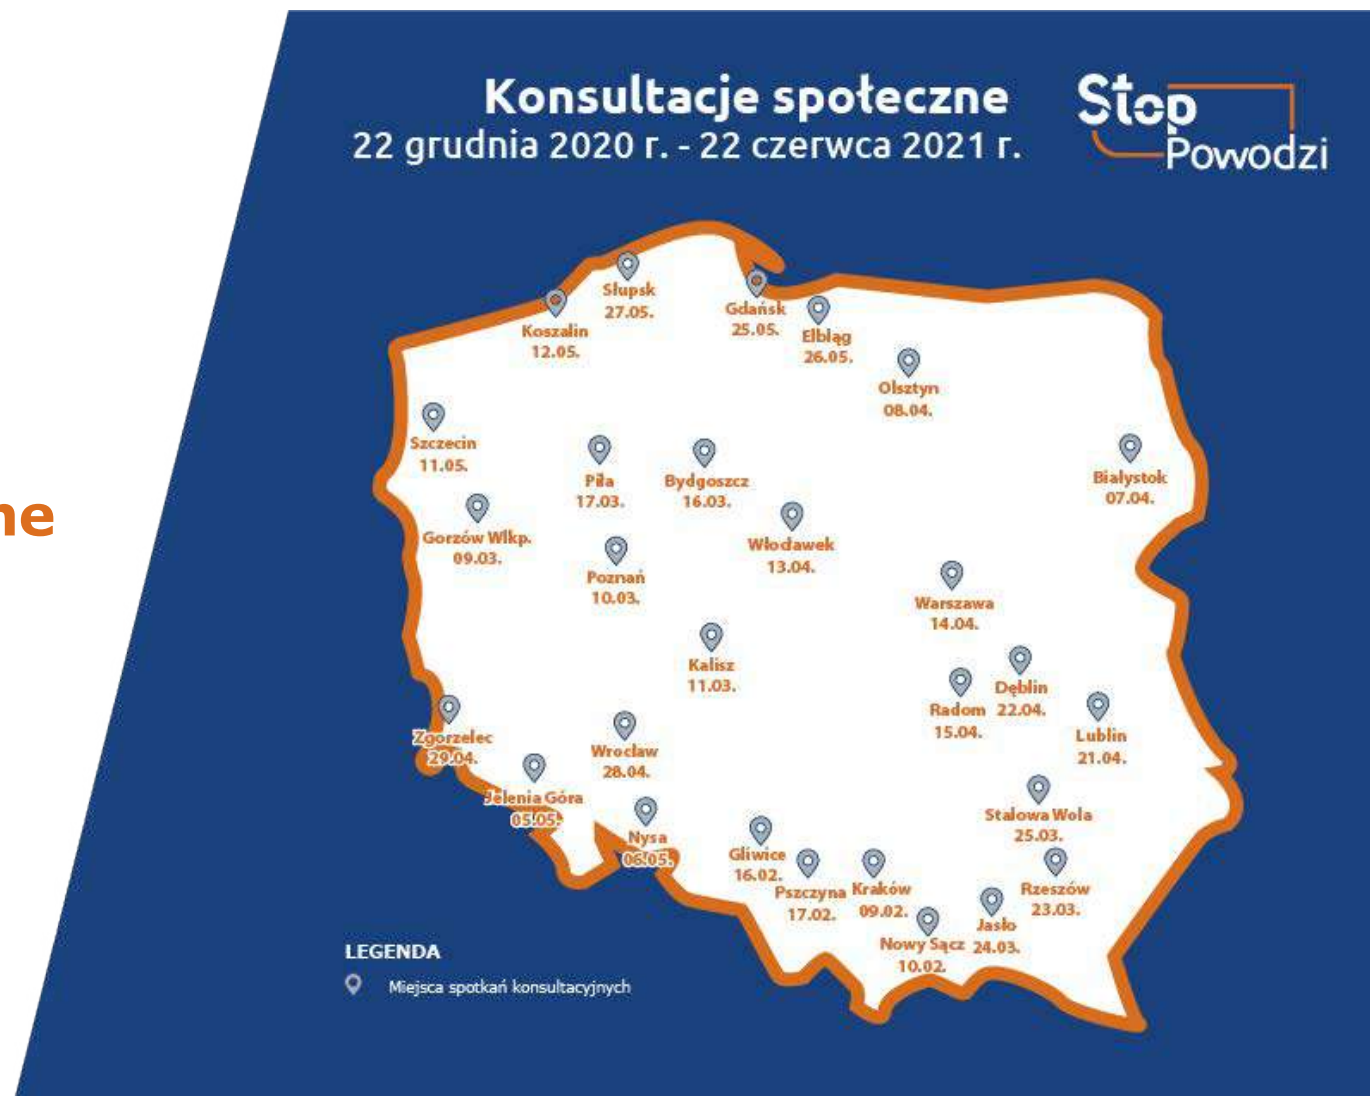 Konsultacje społeczne
22 grudnia 2020 r. - 22 czerwca 2021 r.
Stop
Powodzi
ne
Słupsk
27.05.
Gdańsk
25.05.
Koszalin
12.05.
Elbląg
26.05.
Olsztyn
08.04.
Szczecin
11.05.
Piła
17.03.
Bydgoszcz
16.03.
Białystok
07.04.
Gorzów Wlkp.
09.03.
Włocławek
13.04.
Poznań
10.03.
Warszawa
14.04.
Kalisz
11.03.
Dęblin
22.04.
Radom
15.04.
Lublin
21.04.
Zgorzelec
29.04.
Wrocław
28.04.
Jelenia Góra
05.05.
Stalowa Wola
25.03.
Nysa
06.05.
Gliwice
16.02.
Pszczyna
17.02.
Kraków
09.02.
Rzeszów
23.03.
Jasło
24.03.
Nowy Sącz
10.02.
LEGENDA
Miejsca spotkań konsultacyjnych